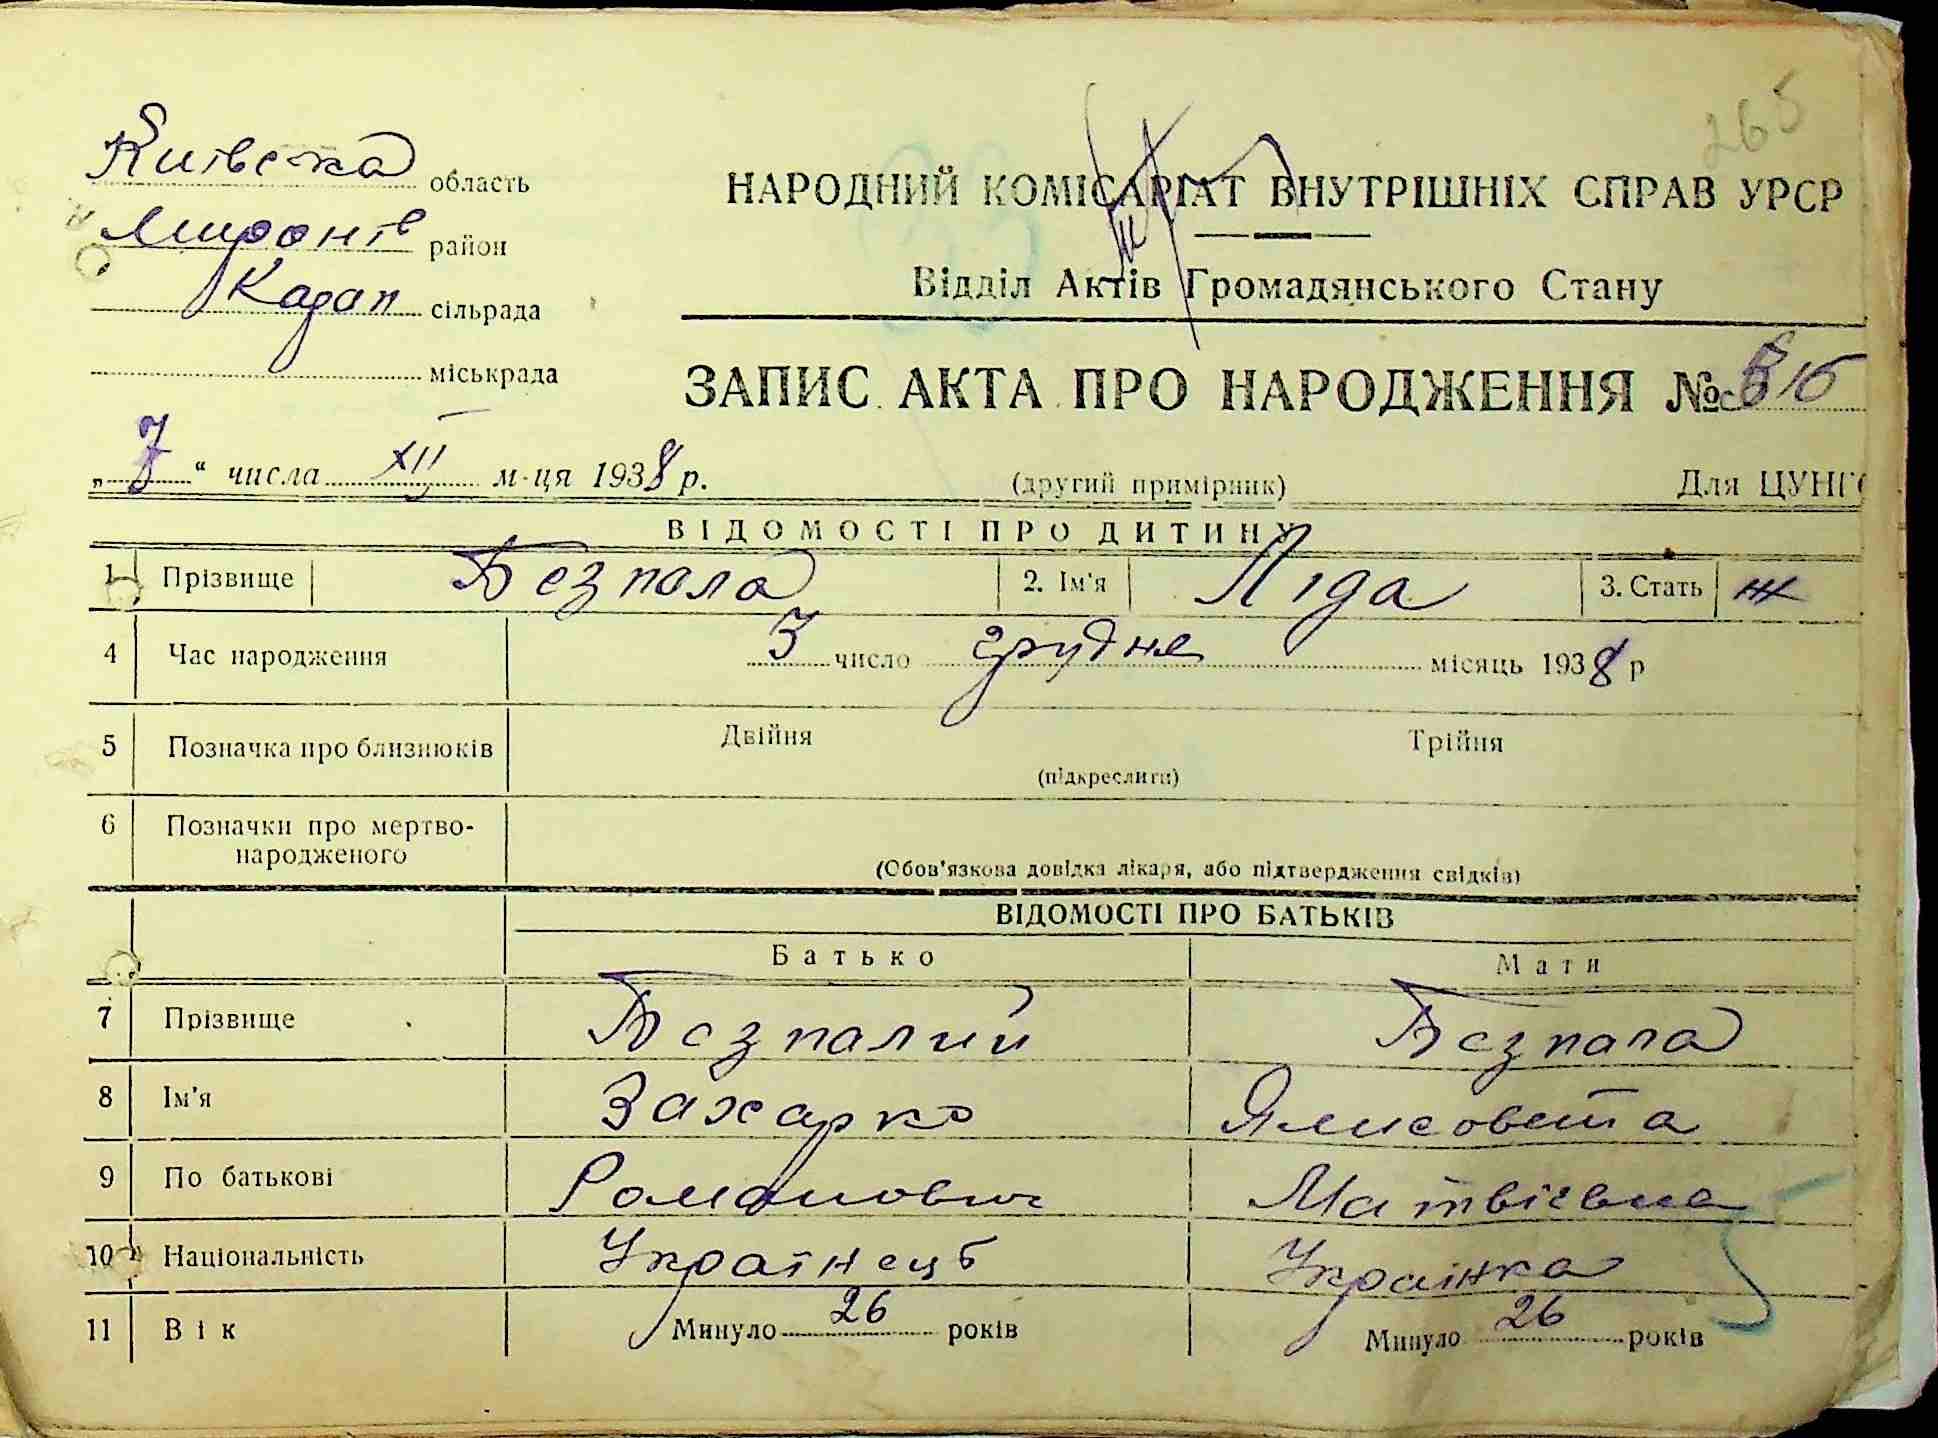 265
Київська область
Миронів район
Кадап сільрада
міськрада
НАРОДНИЙ КОМІСАРІАТ ВНУТРІШНІХ СПРАВ УРСР
Відділ Актів Громадянського Стану
ЗАПИС АКТА ПРО НАРОДЖЕННЯ №
„7“ числа XII м-ця 1938 р.
(другий примірник) Для ЦУНГО
ВІДОМОСТІ ПРО ДИТИНУ
1 Прізвище Безпала 2. Ім'я Ліда 3. Стать ж
4 Час народження 3 число грудня місяць 1938 р
5 Позначка про близнюків Двійня Трійня
(підкреслити)
6 Позначки про мертво-
народженого
(Обов'язкова довідка лікаря, або підтвердження свідків)
ВІДОМОСТІ ПРО БАТЬКІВ
Батько Мати
7 Прізвище Безпалий Безпала
8 Ім'я Захарко Ялисовета
9 По батькові Романович Матвієвна
10 Національність Українець Українка
11 Вік Минуло 26 років Минуло 26 років